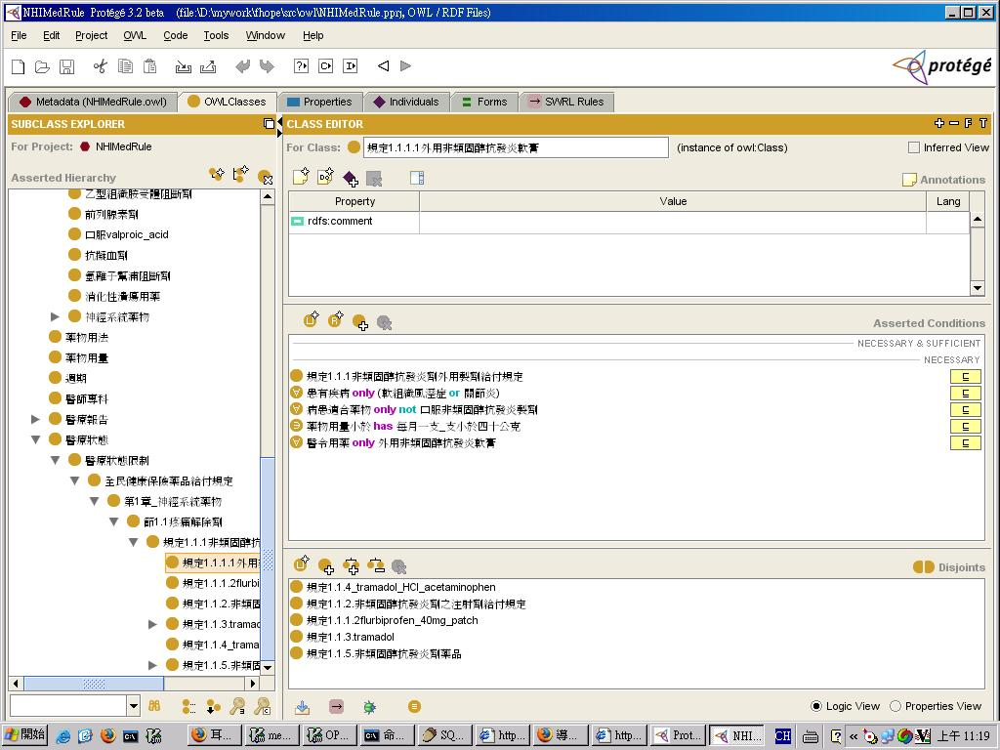 NHIMedRule Protégé 3.2 beta (file:\D:\mywork\fhope\src\owl\NHIMedRule.pprj, OWL / RDF Files)
File Edit Project OWL Code Tools Window Help
protégé
Metadata (NHIMedRule.owl) OWLClasses Properties Individuals Forms SWRL Rules
SUBCLASS EXPLORER
For Project: NHIMedRule
Asserted Hierarchy
乙型組織胺受體阻斷劑
前列腺素劑
口服valproic_acid
抗擬血劑
氫離子幫浦阻斷劑
消化性潰瘍用藥
神經系統藥物
藥物用法
藥物用量
週期
醫師專科
醫療報告
醫療狀態
醫療狀態限制
全民健康保險藥品給付規定
第1章_神經系統藥物
節1.1疼痛解除劑
規定1.1.1非類固醇抗
規定1.1.1.1外用
規定1.1.1.2flurbi
規定1.1.2.非類固
規定1.1.3.tramad
規定1.1.4_trama
規定1.1.5.非類固
CLASS EDITOR
F T
For Class: 規定1.1.1.1外用非類固醇抗發炎軟膏 (instance of owl:Class) Inferred View
Annotations
Property Value Lang
rdfs:comment
Asserted Conditions
NECESSARY & SUFFICIENT
NECESSARY
規定1.1.1非類固醇抗發炎劑外用製劑給付規定
患有疾病 only (軟組織風溼症 or 關節炎)
病患適合藥物 only not 口服非類固醇抗發炎製劑
藥物用量小於 has 每月一支_支小於四十公克
醫令用藥 only 外用非類固醇抗發炎軟膏
Disjoints
規定1.1.4_tramadol_HCl_acetaminophen
規定1.1.2.非類固醇抗發炎劑之注射劑給付規定
規定1.1.1.2flurbiprofen_40mg_patch
規定1.1.3.tramadol
規定1.1.5.非類固醇抗發炎劑藥品
Logic View Properties View
開始 耳... me... OP... 命... SQ... http... 導... http... Prot... NHI... CH 上午 11:19